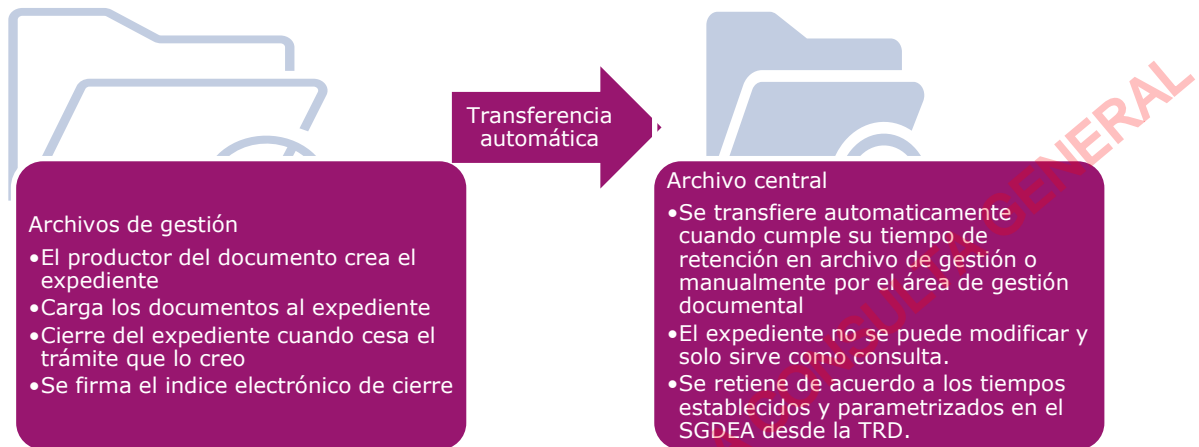 Archivos de gestión
•El productor del documento crea el
expediente
•Carga los documentos al expediente
•Cierre del expediente cuando cesa el
trámite que lo creo
•Se firma el indice electrónico de cierre
Transferencia
automática
Archivo central
•Se transfiere automaticamente
cuando cumple su tiempo de
retención en archivo de gestión o
manualmente por el área de gestión
documental
•El expediente no se puede modificar y
solo sirve como consulta.
•Se retiene de acuerdo a los tiempos
establecidos y parametrizados en el
SGDEA desde la TRD.
CONSULTA GENERAL